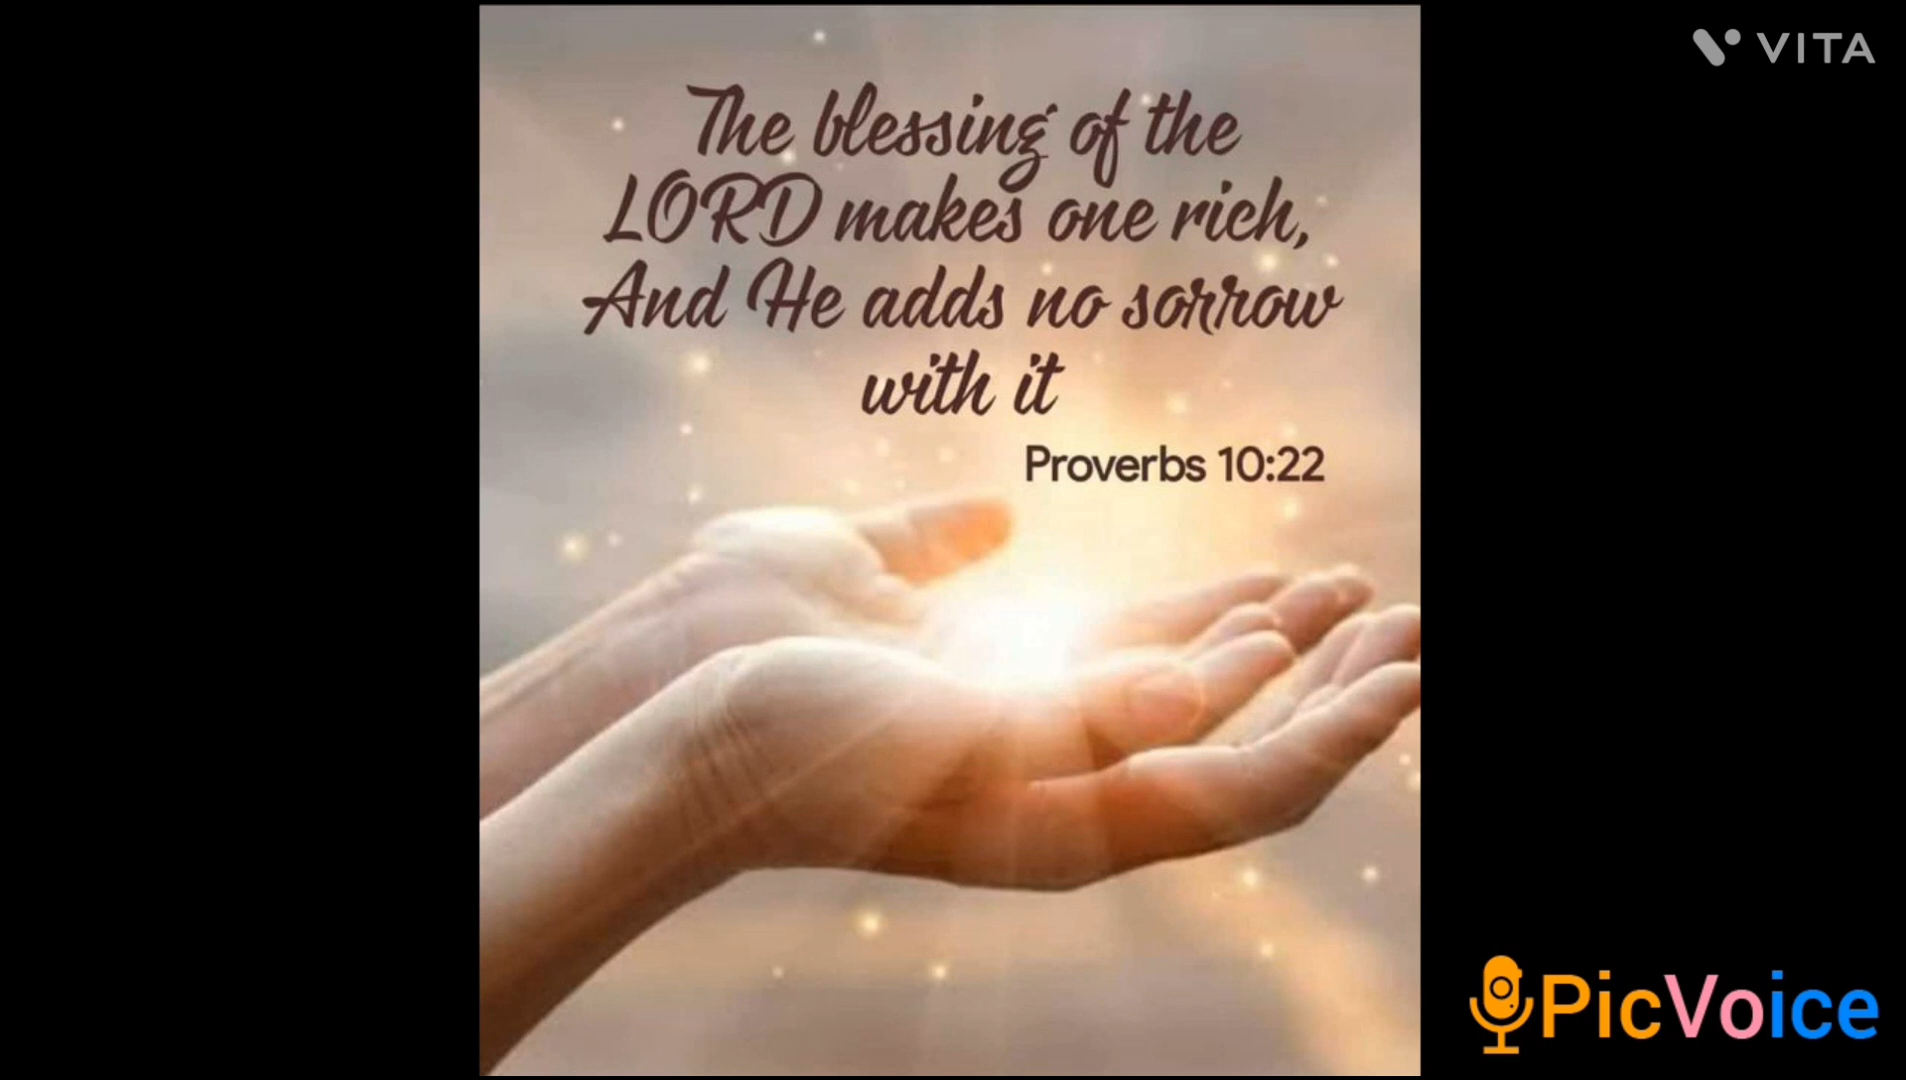 VITA
The blessing of the
LORD makes one rich,
And He adds no sorrow
with it
Proverbs 10:22
PicVoice